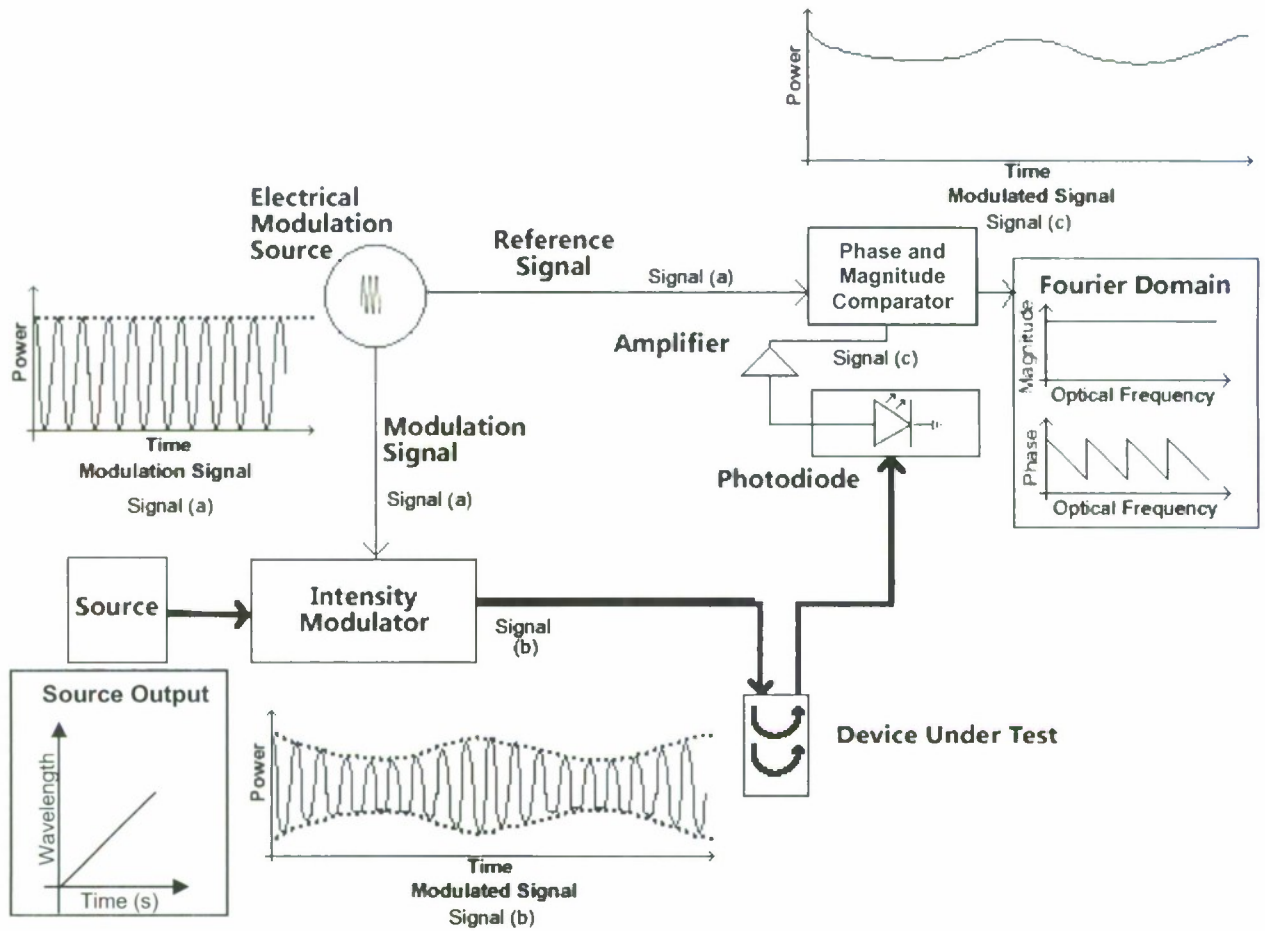 Power
Time
Modulated Signal
Signal (c)
Electrical
Modulation
Source
Reference
Signal
Signal (a)
Phase and
Magnitude
Comparator
Fourier Domain
Magnitude
Optical Frequency
Phase
Optical Frequency
Amplifier
Signal (c)
Photodiode
Power
Time
Modulation Signal
Signal (a)
Modulation
Signal
Signal (a)
Source
Intensity
Modulator
Signal
(b)
Source Output
Wavelength
Time (s)
Power
Time
Modulated Signal
Signal (b)
Device Under Test